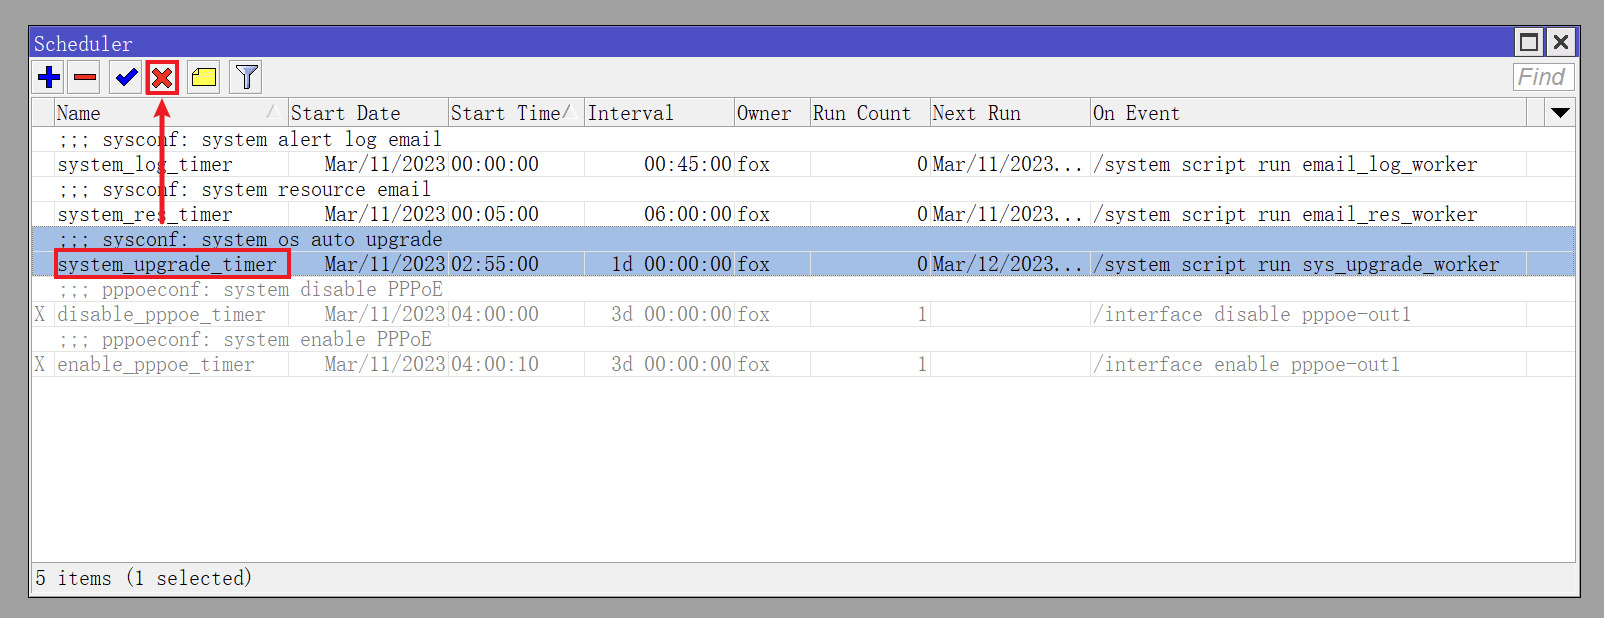 Scheduler
Find
Name Start Date Start Time Interval Owner Run Count Next Run On Event
;;; sysconf: system alert log email
system_log_timer Mar/11/2023 00:00:00 00:45:00 fox 0 Mar/11/2023... /system script run email_log_worker
;;; sysconf: system resource email
system_res_timer Mar/11/2023 00:05:00 06:00:00 fox 0 Mar/11/2023... /system script run email_res_worker
;;; sysconf: system os auto upgrade
system_upgrade_timer Mar/11/2023 02:55:00 1d 00:00:00 fox 0 Mar/12/2023... /system script run sys_upgrade_worker
;;; pppoeconf: system disable PPPoE
X disable_pppoe_timer Mar/11/2023 04:00:00 3d 00:00:00 fox 1 /interface disable pppoe-out1
;;; pppoeconf: system enable PPPoE
X enable_pppoe_timer Mar/11/2023 04:00:10 3d 00:00:00 fox 1 /interface enable pppoe-out1
5 items (1 selected)